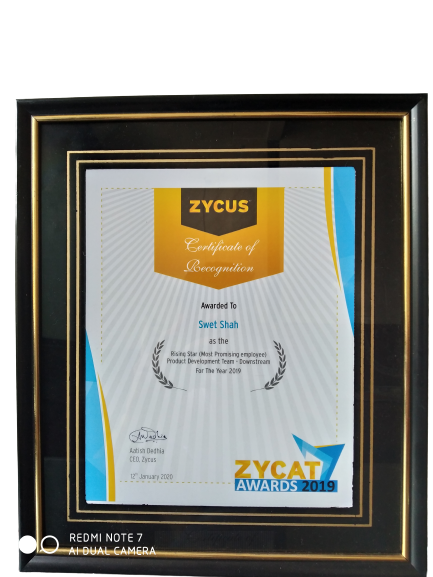 ZYCUS
Certificate of
Recognition
Awarded To
Swet Shah
as the
Rising Star (Most Promising employee)
Product Development Team - Downstream
For The Year 2019
Aatish Dedhia
CEO, Zycus
12th January 2020
ZYCAT
AWARDS 2019
REDMI NOTE 7
AI DUAL CAMERA